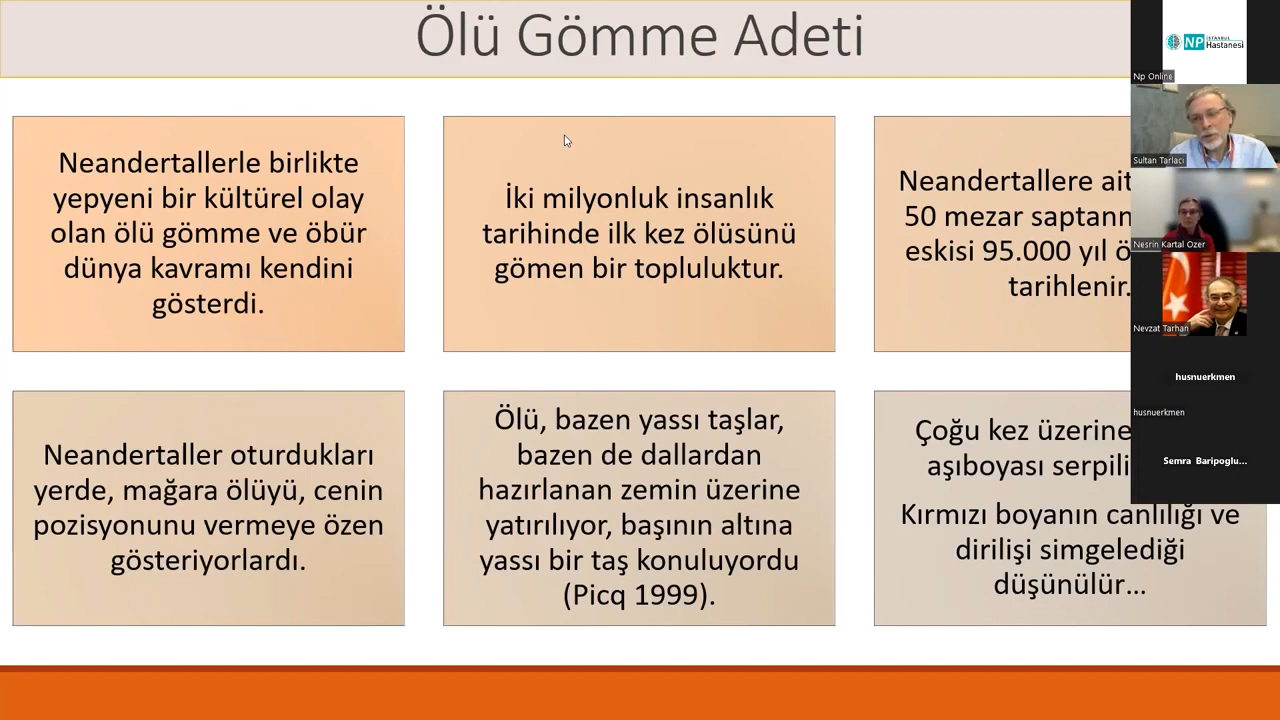 Ölü Gömme Adeti
Neandertallerle birlikte
yepyeni bir kültürel olay
olan ölü gömme ve öbür
dünya kavramı kendini
gösterdi.
İki milyonluk insanlık
tarihinde ilk kez ölüsünü
gömen bir topluluktur.
Neandertallere ait
50 mezar saptanm
eskisi 95.000 yıl ö
tarihlenir.
Neandertaller oturdukları
yerde, mağara ölüyü, cenin
pozisyonunu vermeye özen
gösteriyorlardı.
Ölü, bazen yassı taşlar,
bazen de dallardan
hazırlanan zemin üzerine
yatırılıyor, başının altına
yassı bir taş konuluyordu
(Picq 1999).
Çoğu kez üzerine
aşıboyası serpili
Kırmızı boyanın canlılığı ve
dirilişi simgelediği
düşünülür...
NP İSTANBUL Hastanesi
Np Online
Sultan Tarlacı
Nesrin Kartal Ozer
Nevzat Tarhan
husnuerkmen
husnuerkmen
Semra Baripoglu...